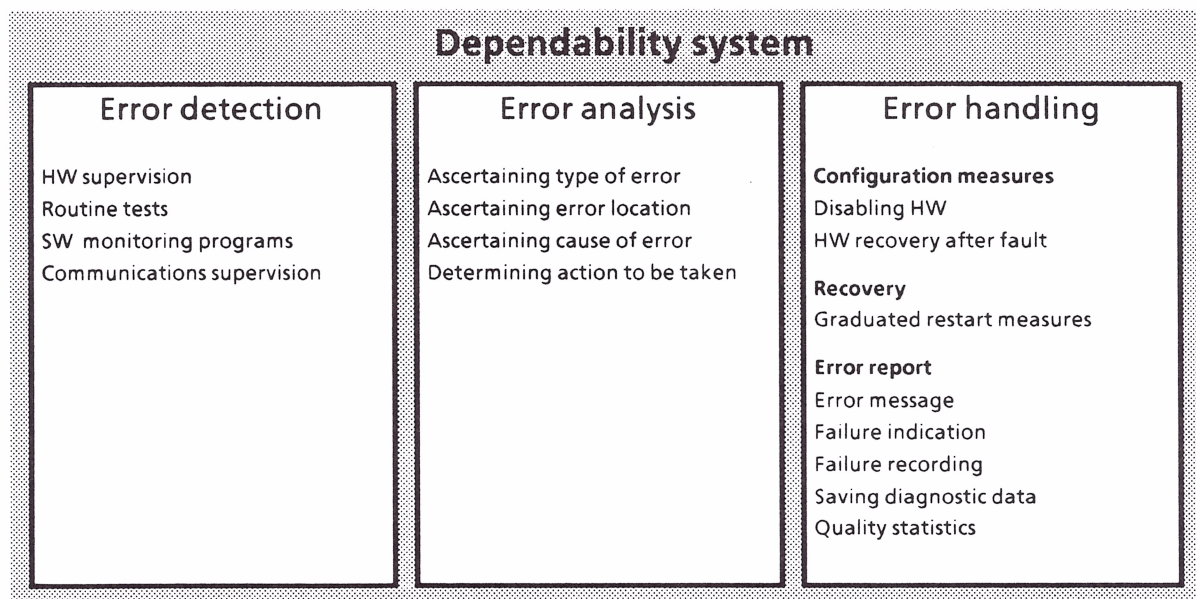 Dependability system
Error detection
HW supervision
Routine tests
SW monitoring programs
Communications supervision
Error analysis
Ascertaining type of error
Ascertaining error location
Ascertaining cause of error
Determining action to be taken
Error handling
Configuration measures
Disabling HW
HW recovery after fault
Recovery
Graduated restart measures
Error report
Error message
Failure indication
Failure recording
Saving diagnostic data
Quality statistics